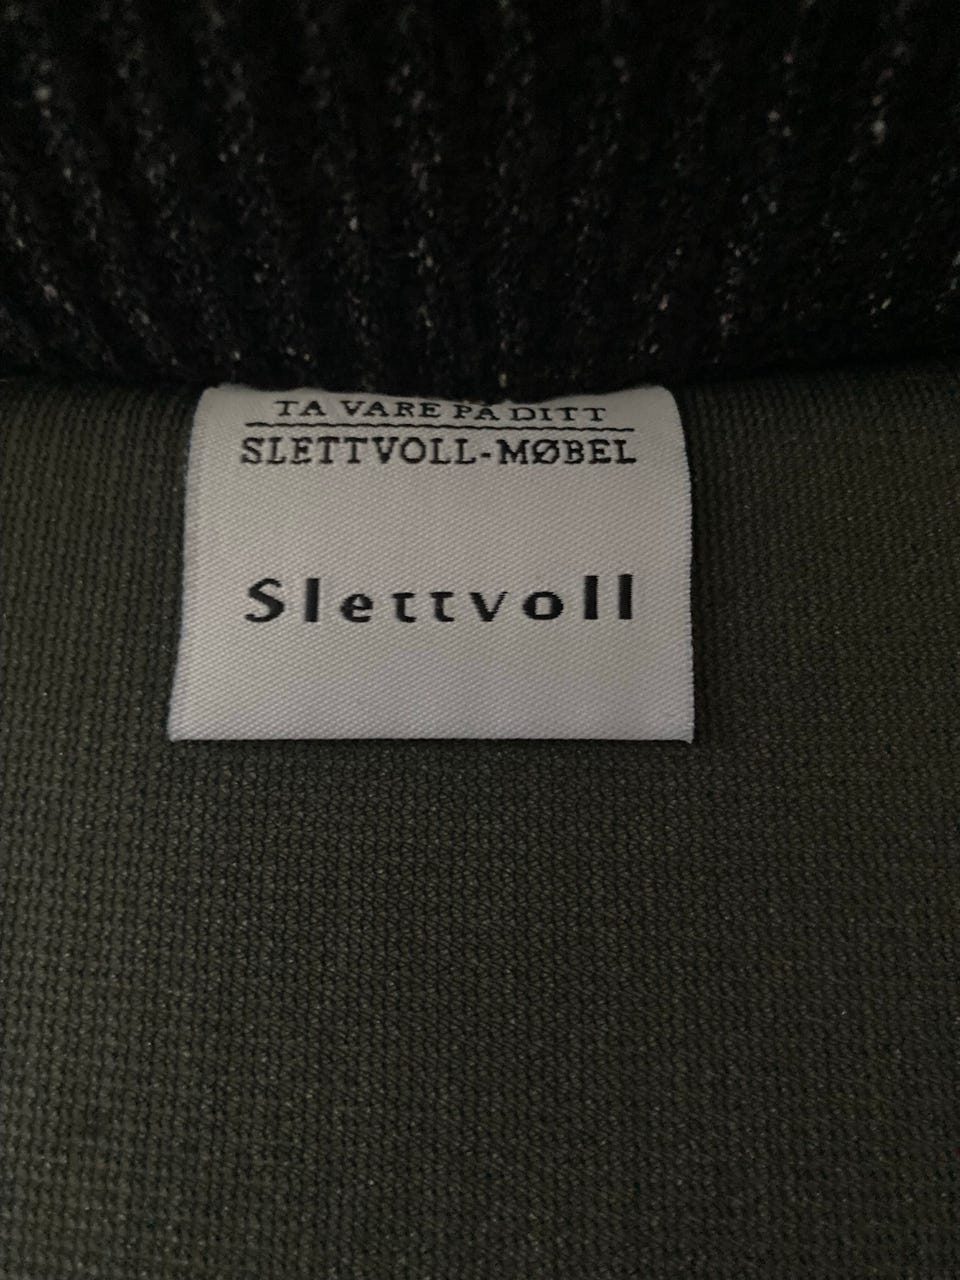 TA VARE PÅ DITT
SLETTVOLL-MØBEL
Slettvoll